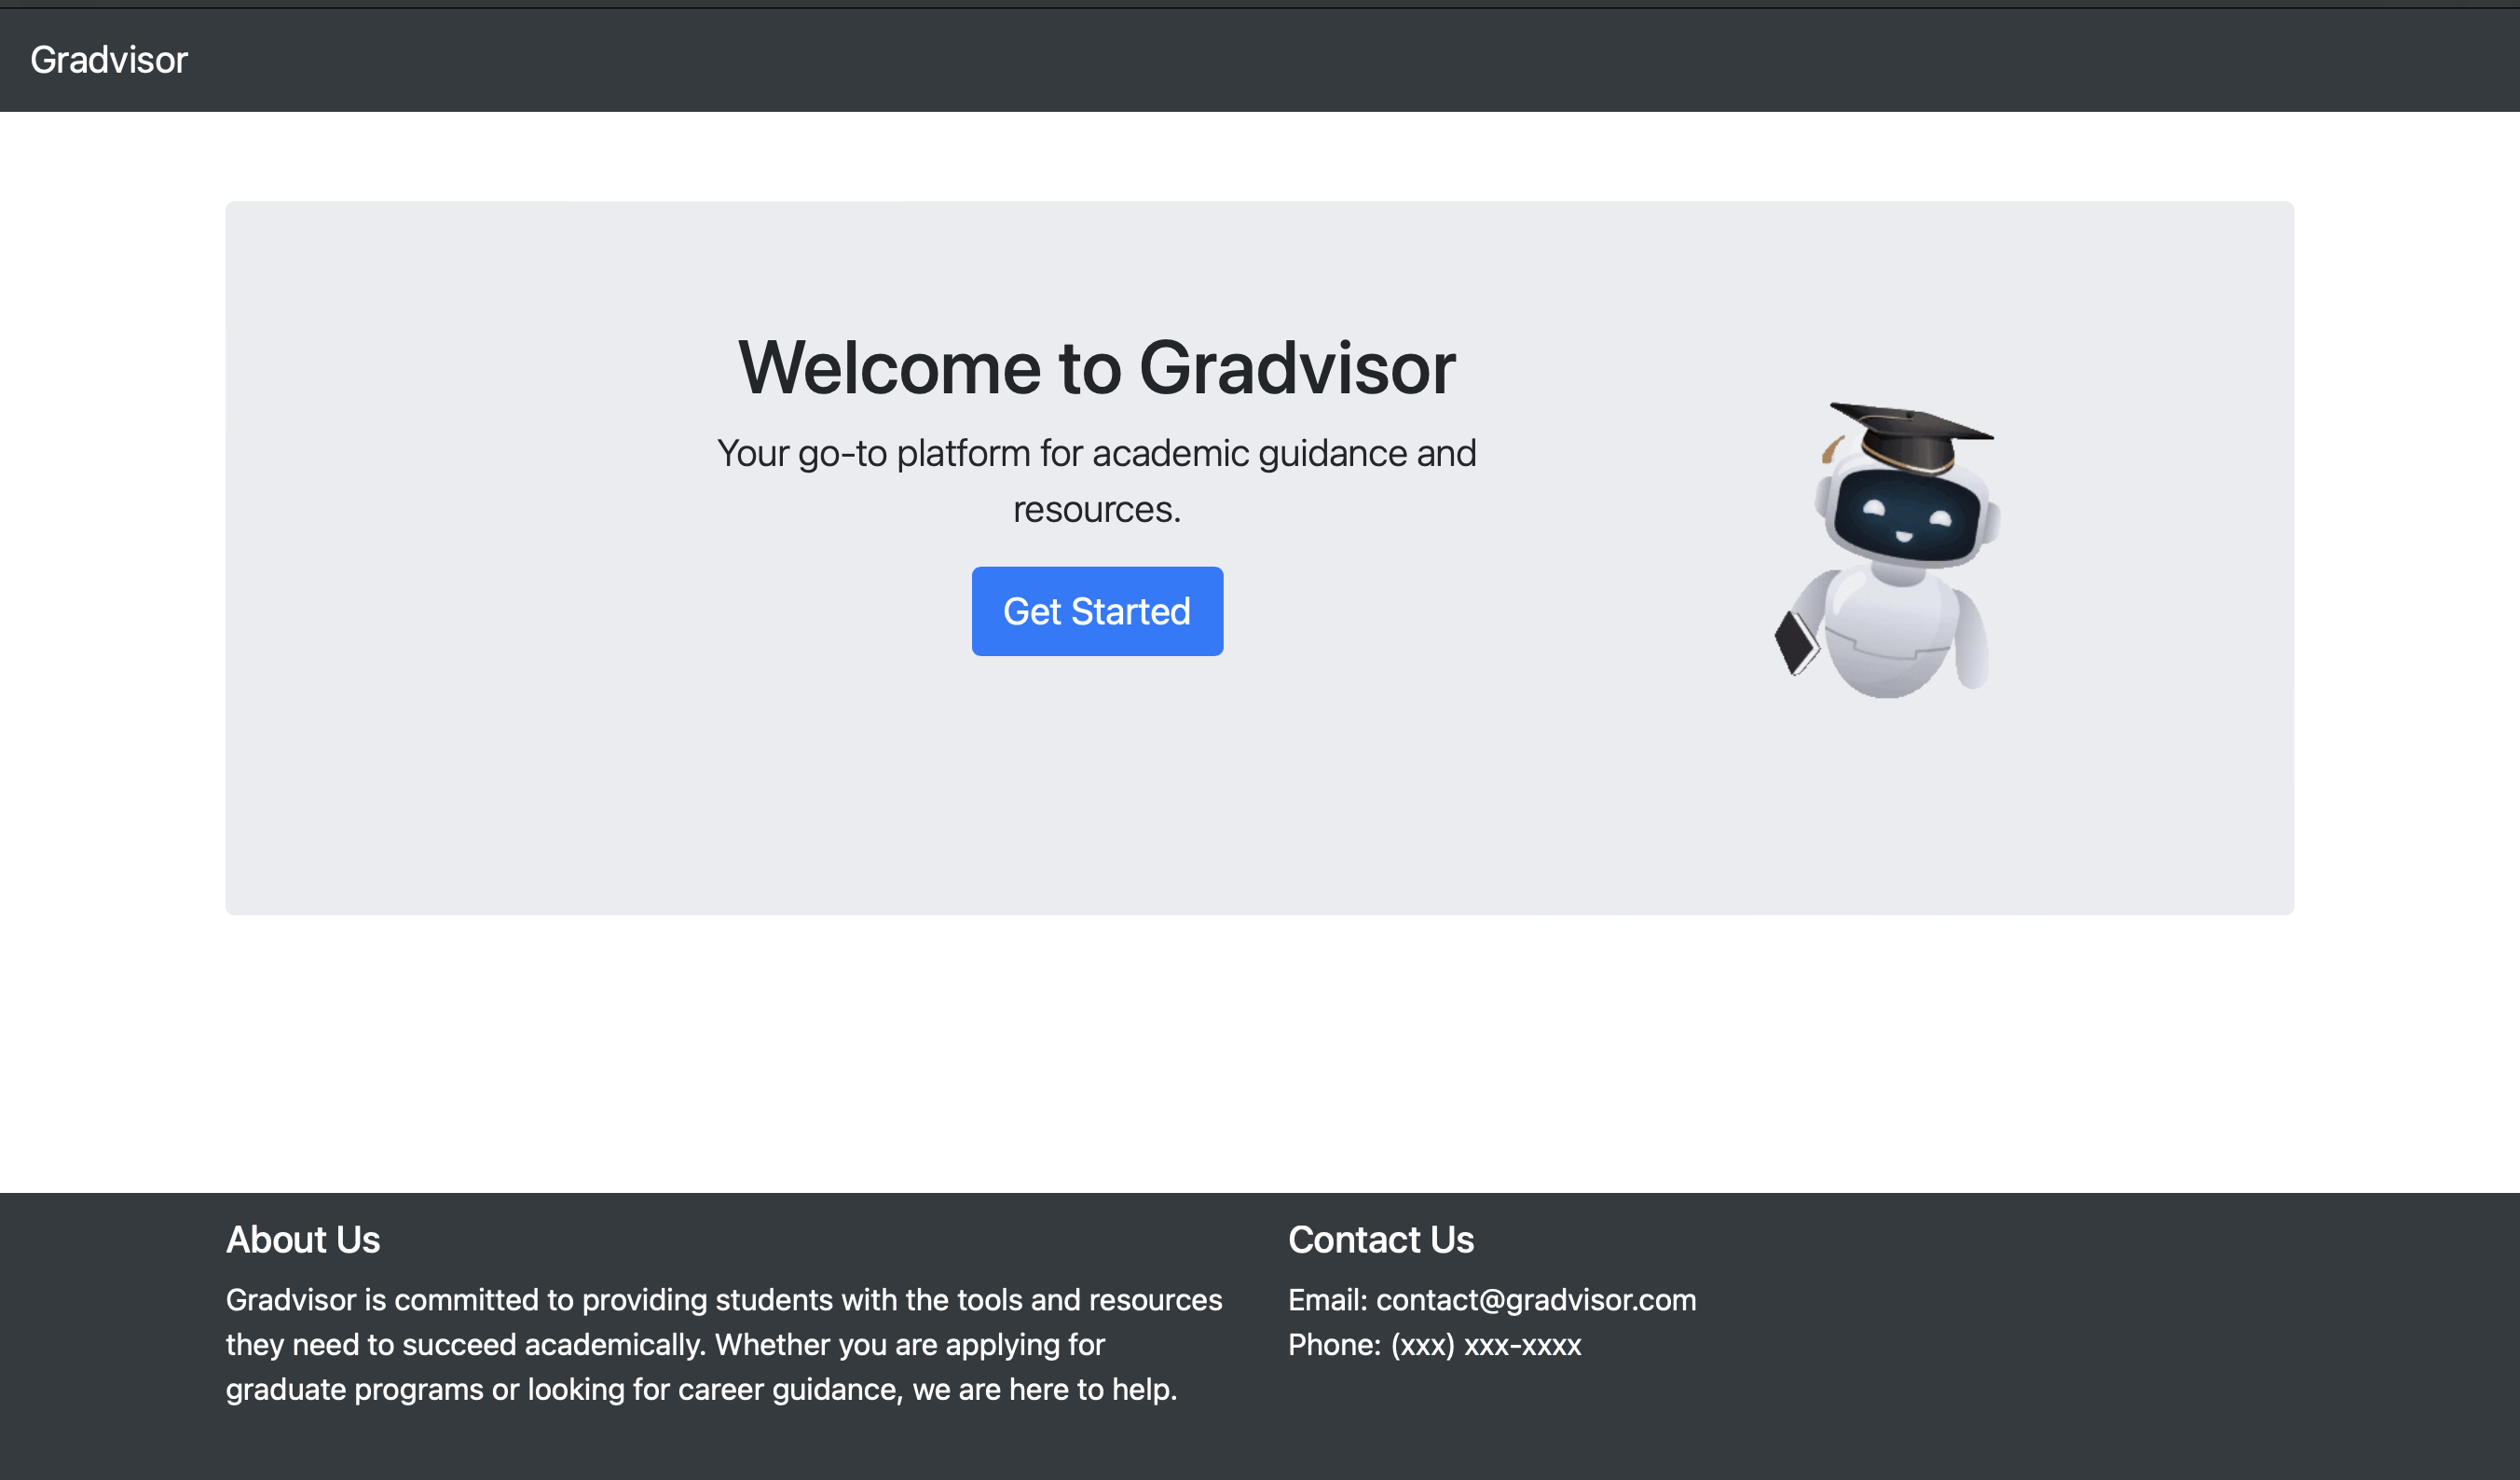 Gradvisor
Welcome to Gradvisor
Your go-to platform for academic guidance and
resources.
Get Started
About Us
Gradvisor is committed to providing students with the tools and resources
they need to succeed academically. Whether you are applying for
graduate programs or looking for career guidance, we are here to help.
Contact Us
Email: contact@gradvisor.com
Phone: (xxx) xxx-xxxx